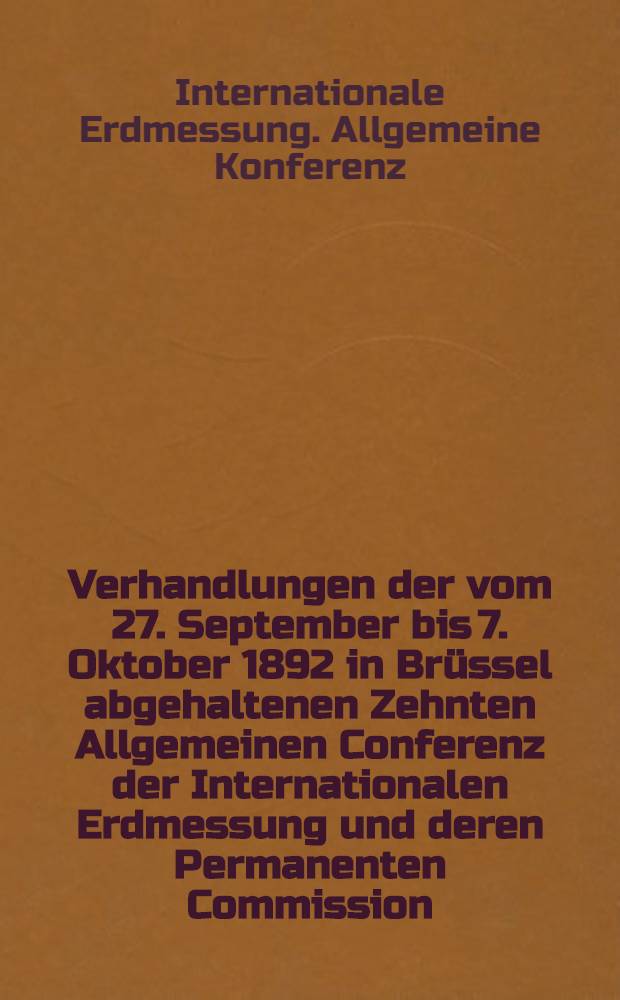 Internationale
Erdmessung. Allgemeine
Konferenz
Verhandlungen der vom
27. September bis 7.
Oktober 1892 in Brüssel
abgehaltenen Zehnten
Allgemeinen Conferenz
der Internationalen
Erdmessung und deren
Permanenten
Commission